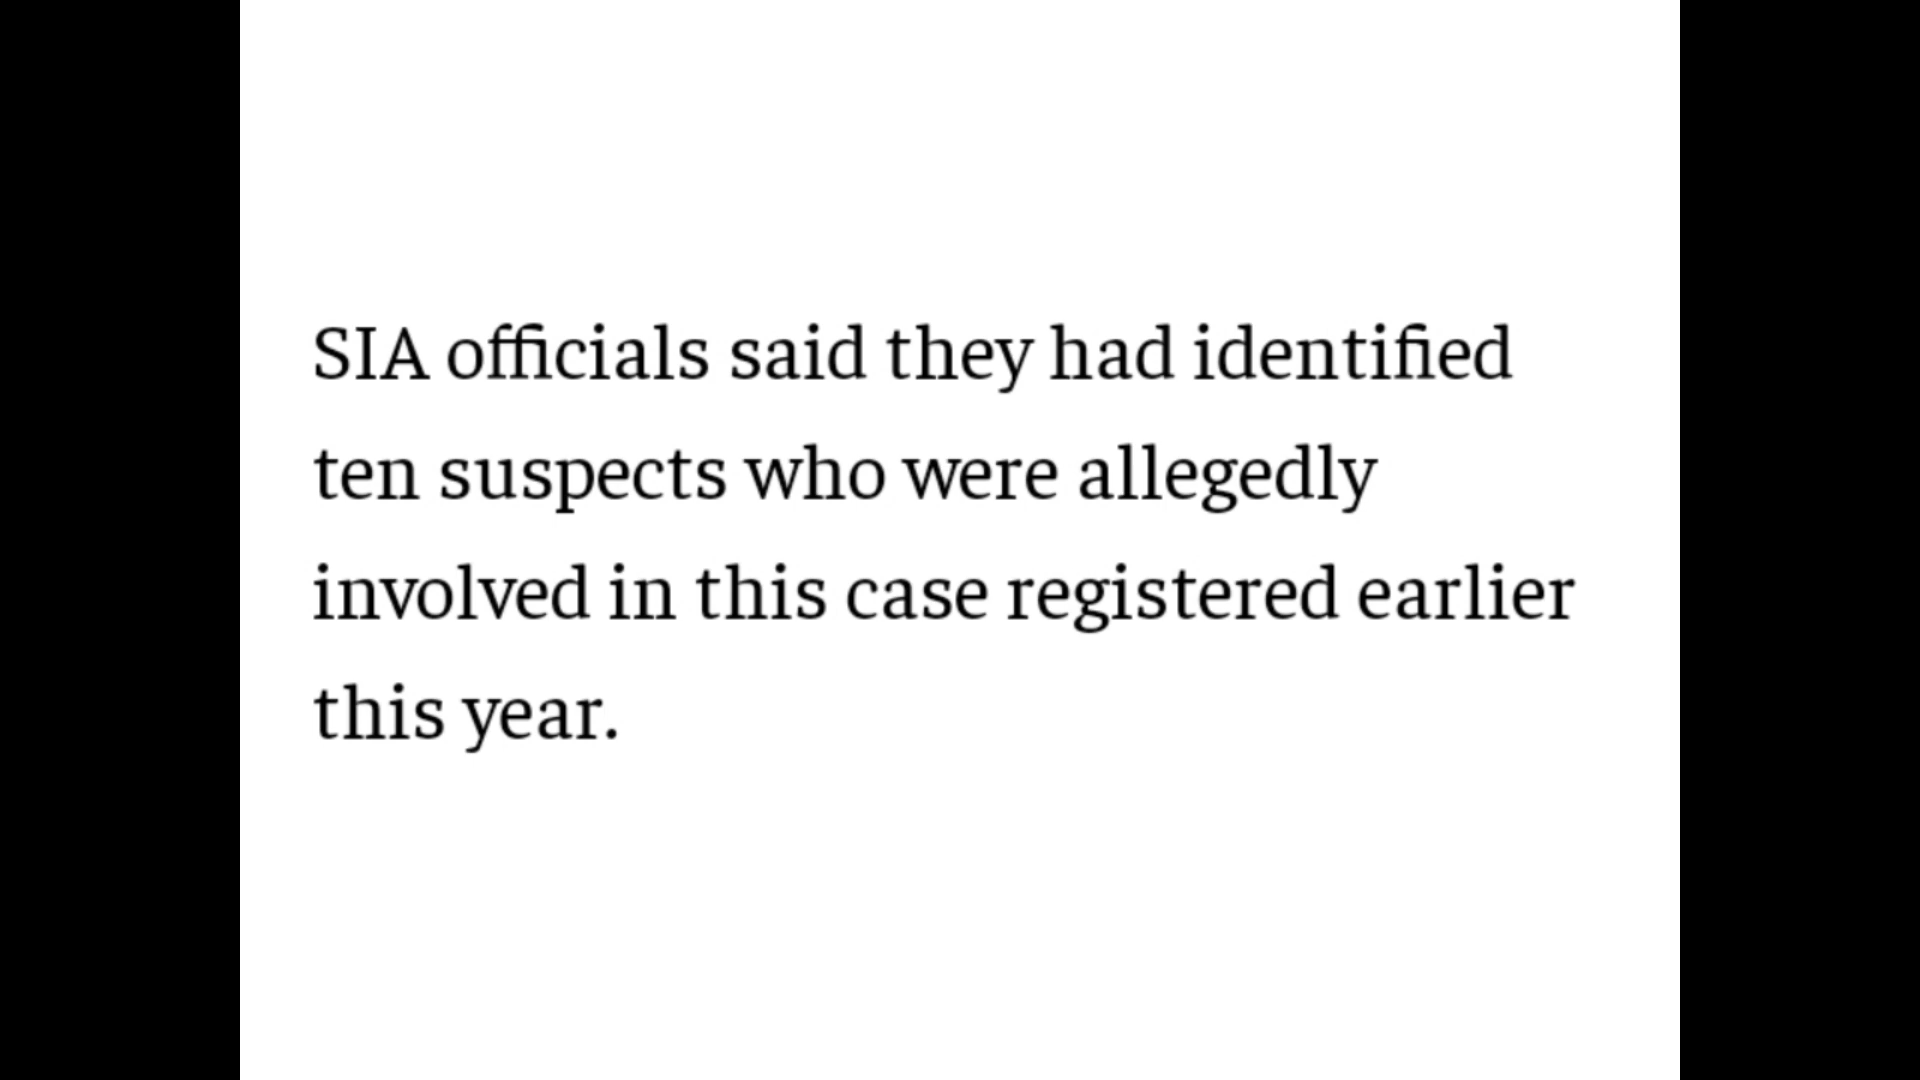 SIA officials said they had identified
ten suspects who were allegedly
involved in this case registered earlier
this year.